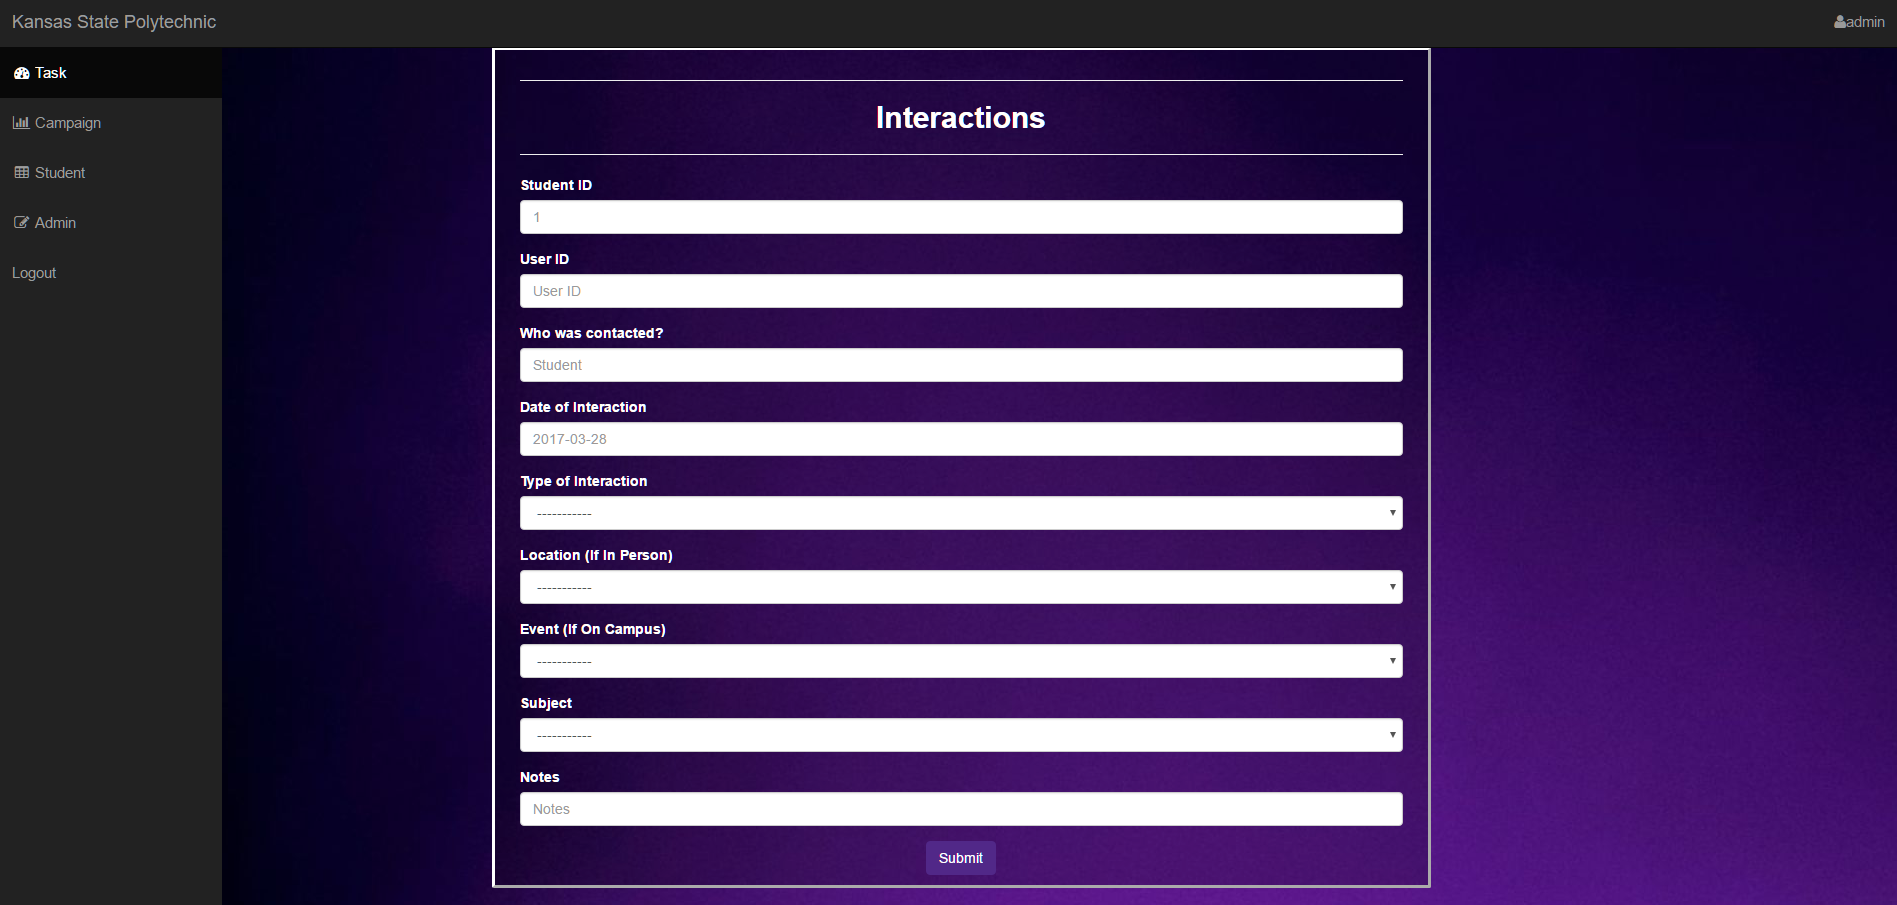 Kansas State Polytechnic
admin
Task
Campaign
Student
Admin
Logout
Interactions
Student ID
1
User ID
User ID
Who was contacted?
Student
Date of Interaction
2017-03-28
Type of Interaction
-----------
Location (If In Person)
-----------
Event (If On Campus)
-----------
Subject
-----------
Notes
Notes
Submit